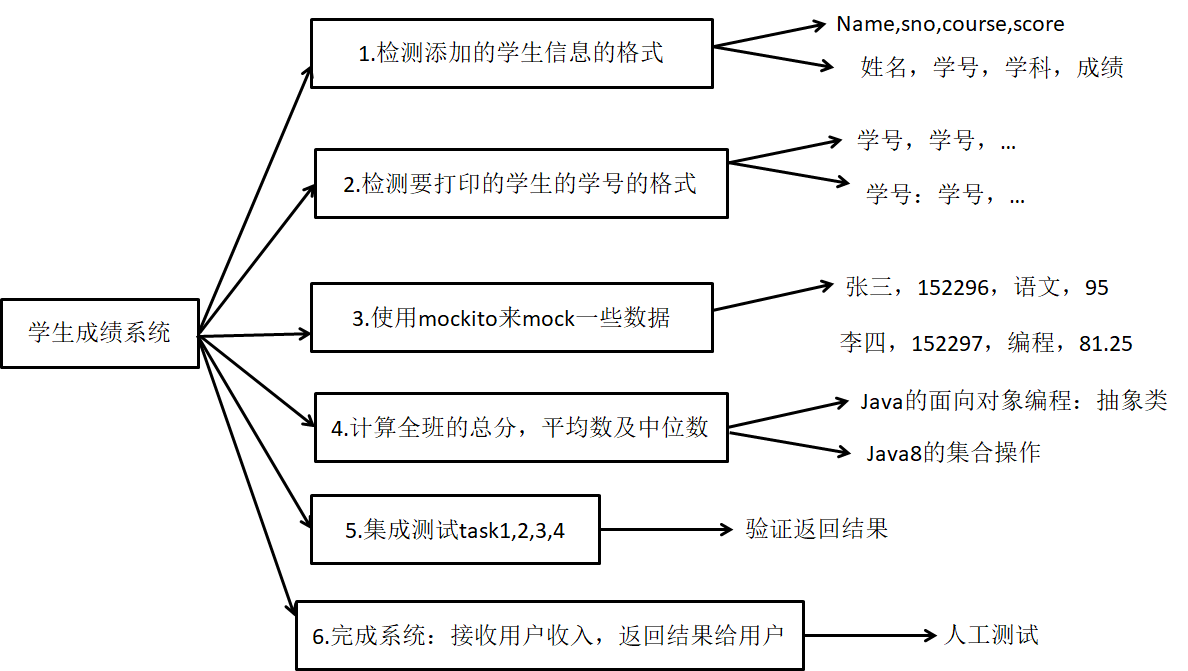 Name,sno,course,score
1.检测添加的学生信息的格式
姓名，学号，学科，成绩
学号，学号，…
2.检测要打印的学生的学号的格式
学号：学号，…
张三，152296，语文，95
3.使用mockito来mock一些数据
学生成绩系统
李四，152297，编程，81.25
Java的面向对象编程：抽象类
4.计算全班的总分，平均数及中位数
Java8的集合操作
5.集成测试task1,2,3,4
验证返回结果
6.完成系统：接收用户收入，返回结果给用户
人工测试